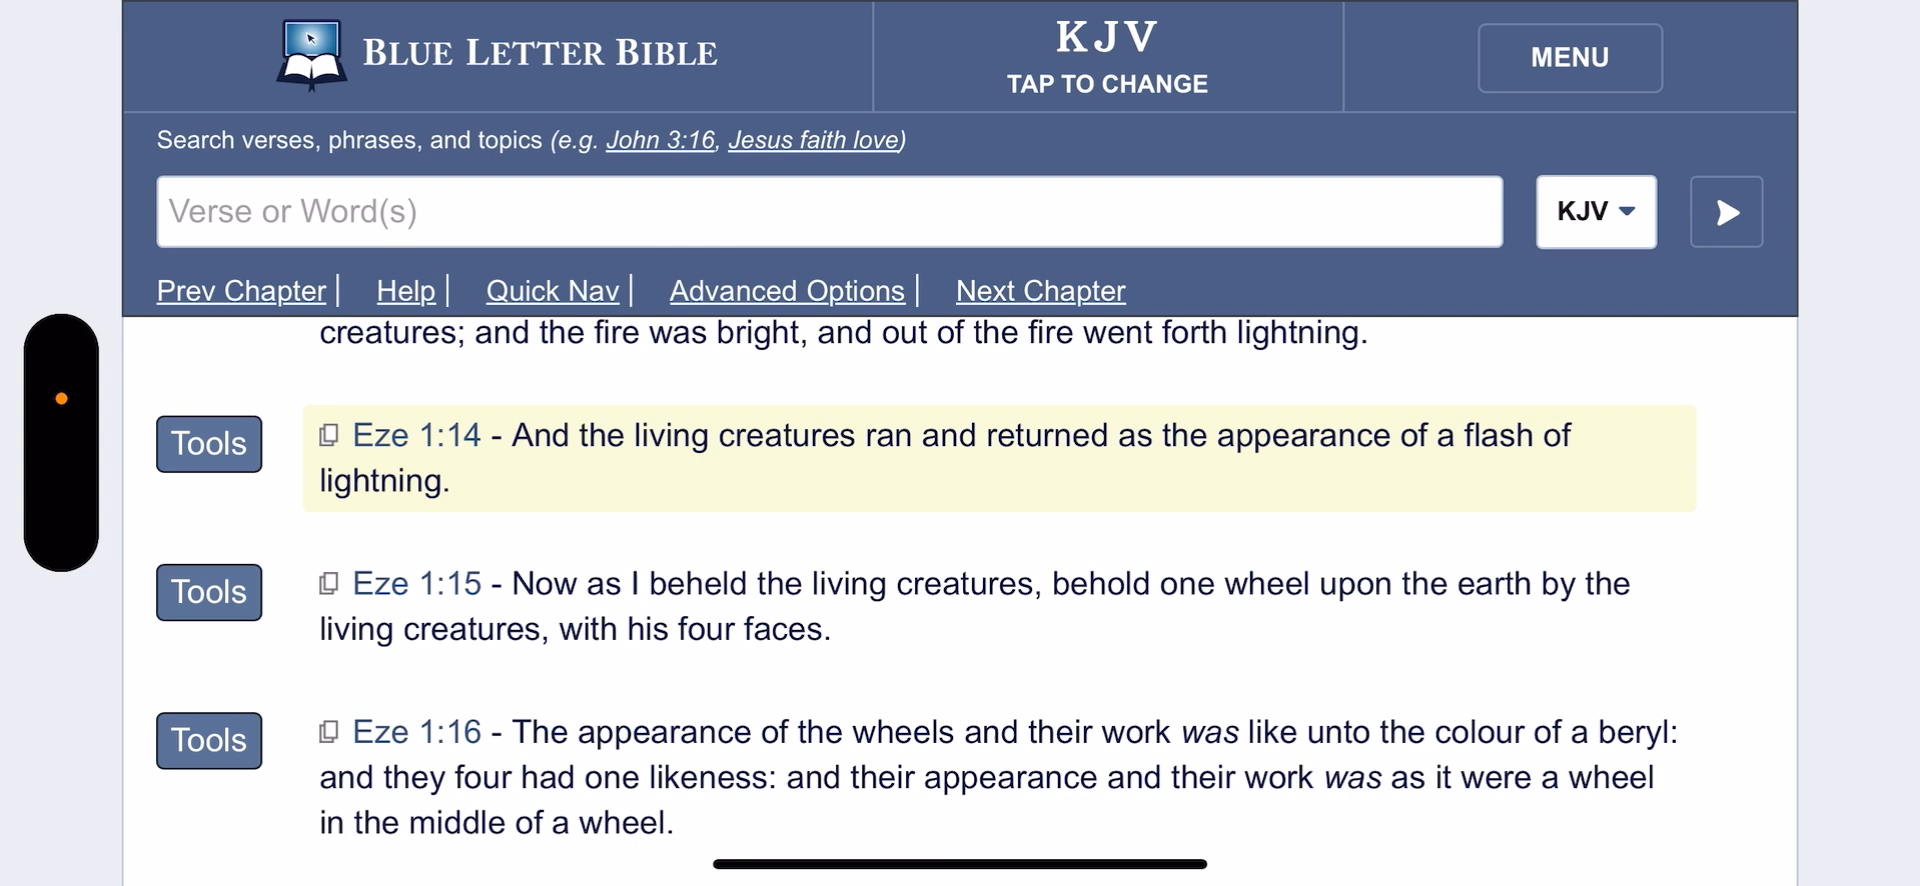 BLUE LETTER BIBLE
KJV
TAP TO CHANGE
MENU
Search verses, phrases, and topics (e.g. John 3:16, Jesus faith love)
Verse or Word(s)
KJV
Prev Chapter | Help | Quick Nav | Advanced Options | Next Chapter
creatures; and the fire was bright, and out of the fire went forth lightning.
Tools
Eze 1:14 - And the living creatures ran and returned as the appearance of a flash of
lightning.
Tools
Eze 1:15 - Now as I beheld the living creatures, behold one wheel upon the earth by the
living creatures, with his four faces.
Tools
Eze 1:16 - The appearance of the wheels and their work was like unto the colour of a beryl:
and they four had one likeness: and their appearance and their work was as it were a wheel
in the middle of a wheel.